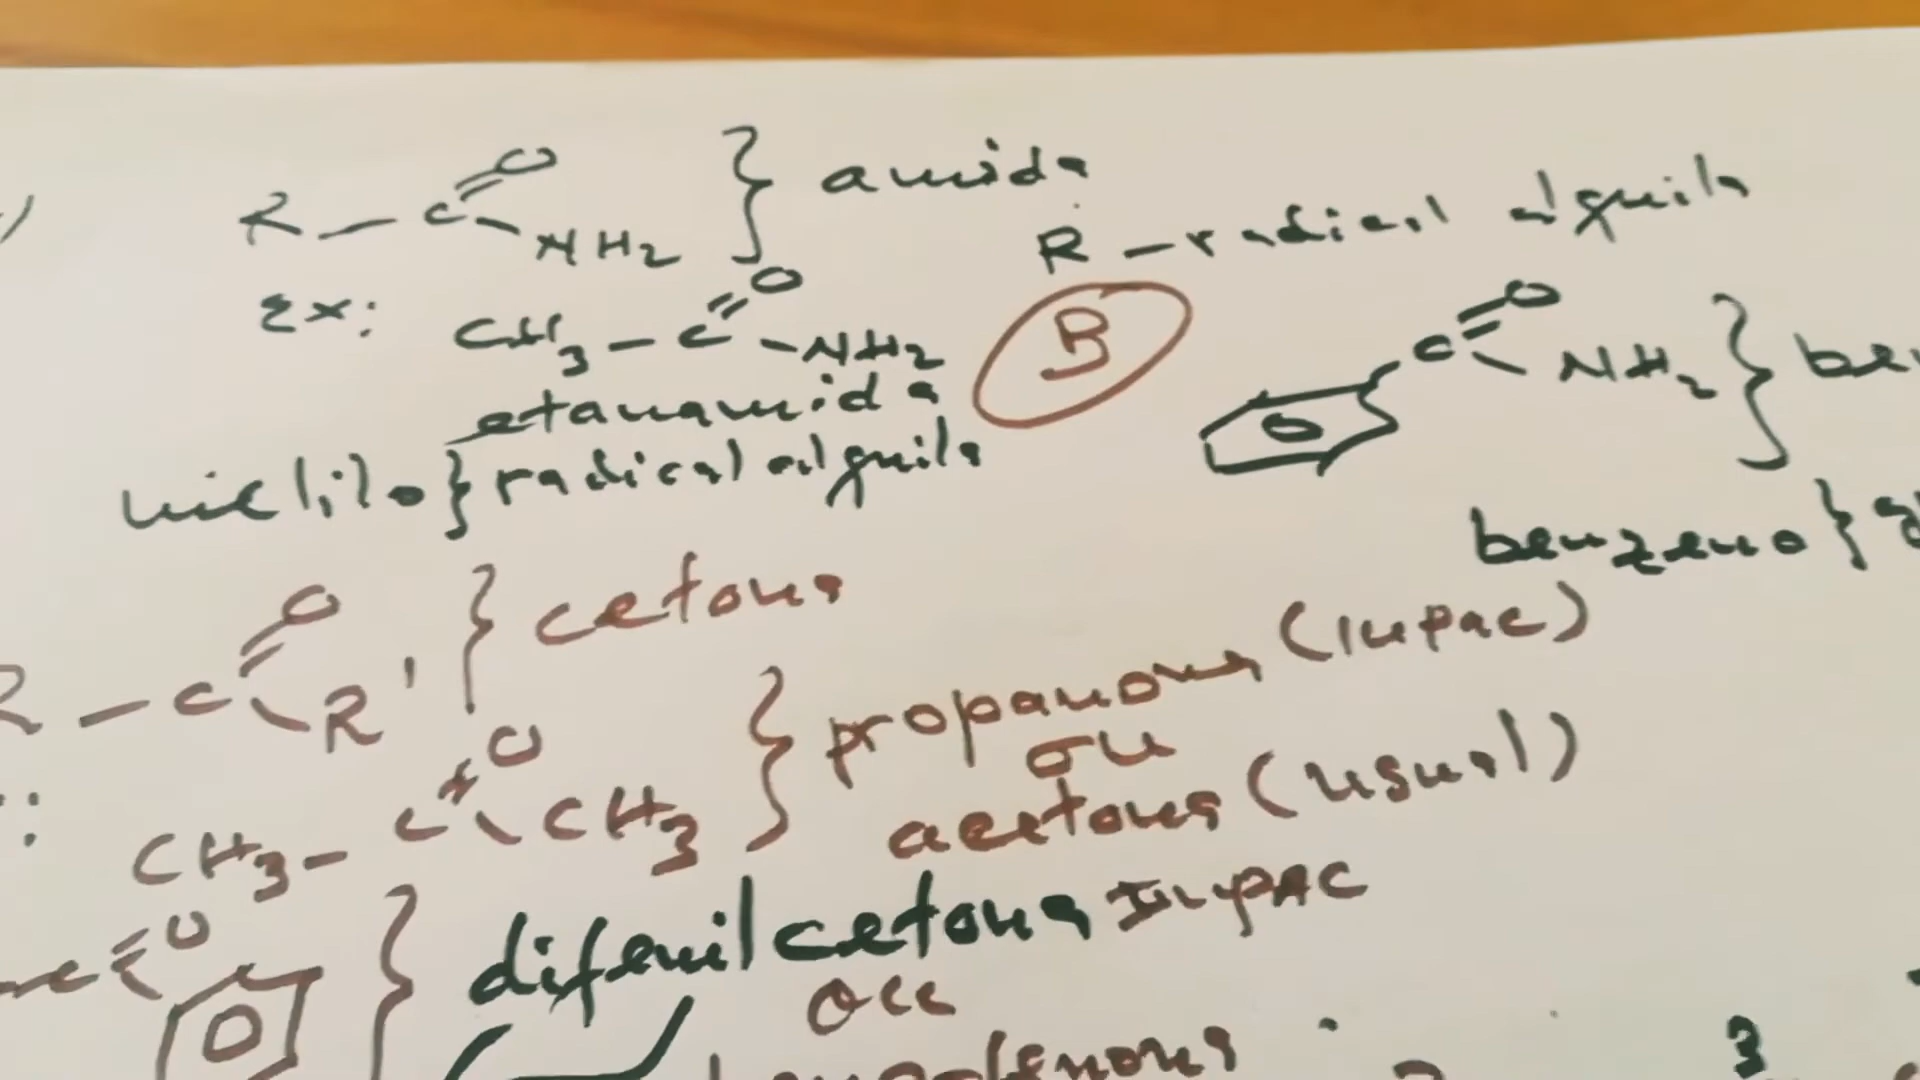 R — C = O NH2 } amida
R — radical alquila
Ex: CH3 — C = O — NH2
B
C = O NH2 }
etanamida
metila } radical alquila
benzeno }
R — C = O R' } cetona
CH3 — C = O CH3 } propanona (iupac)
ou
acetona (usual)
C = O } difenilcetona IUPAC
ou
3